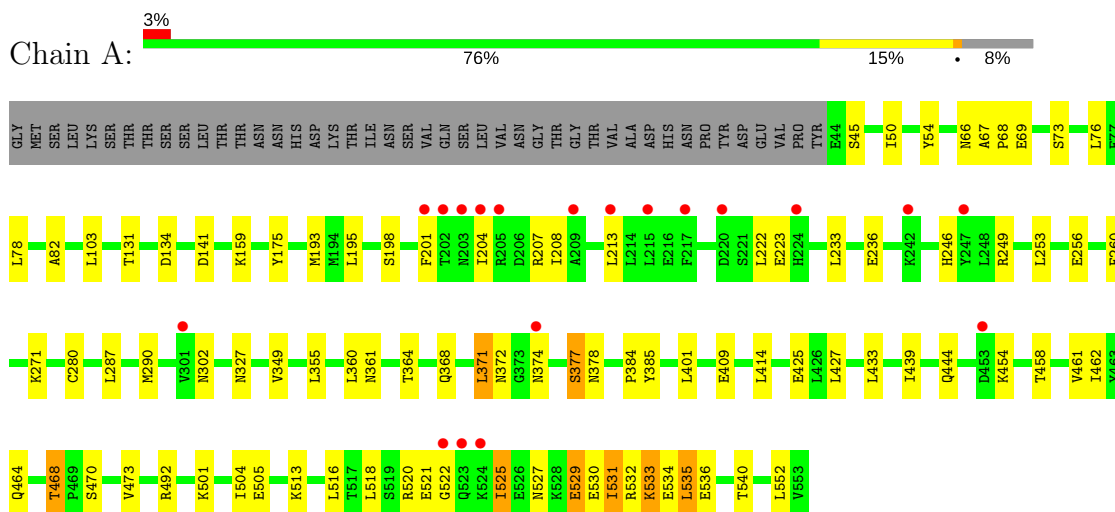 3%
Chain A:
76% 15% • 8%
GLY MET SER LEU LYS SER THR THR SER SER LEU THR THR ASN ASN HIS ASP LYS THR ILE ASN SER VAL GLN SER LEU VAL ASN GLY THR GLY THR VAL ALA ASP HIS ASN PRO TYR ASP GLU VAL PRO TYR E44 S45 I50 Y54 N66 A67 P68 E69 S73 L76 E77
L78 A82 L103 T131 D134 D141 K159 Y175 M193 M194 L195 S198 F201 T202 N203 I204 R205 D206 R207 I208 A209 L213 L214 L215 E216 F217 D220 S221 L222 E223 H224 L233 E236 K242 H246 Y247 L248 R249 L253 E256 E260
K271 C280 L287 M290 V301 N302 N327 V349 L355 L360 N361 T364 Q368 L371 N372 G373 N374 S377 N378 P384 Y385 L401 E409 L414 E425 L426 L427 L433 I439 Q444 D453 K454 T458 V461 I462 Y463
Q464 T468 P469 S470 V473 R492 K501 I504 E505 K513 L516 T517 L518 S519 R520 E521 G522 Q523 K524 I525 E526 N527 K528 E529 E530 I531 R532 K533 E534 L535 E536 T540 L552 V553